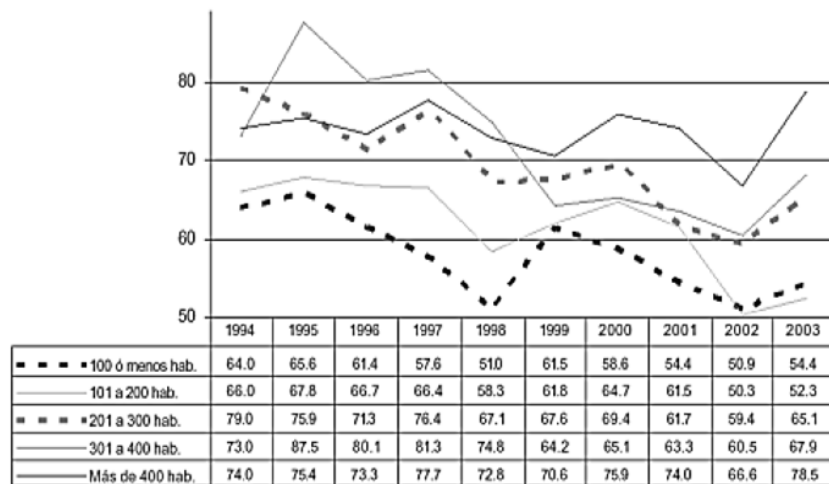 80
70
60
50
1994 1995 1996 1997 1998 1999 2000 2001 2002 2003
100 ó menos hab. 64.0 65.6 61.4 57.6 51.0 61.5 58.6 54.4 50.9 54.4
101 a 200 hab. 66.0 67.8 66.7 66.4 58.3 61.8 64.7 61.5 50.3 52.3
201 a 300 hab. 79.0 75.9 71.3 76.4 67.1 67.6 69.4 61.7 59.4 65.1
301 a 400 hab. 73.0 87.5 80.1 81.3 74.8 64.2 65.1 63.3 60.5 67.9
Más de 400 hab. 74.0 75.4 73.3 77.7 72.8 70.6 75.9 74.0 66.6 78.5